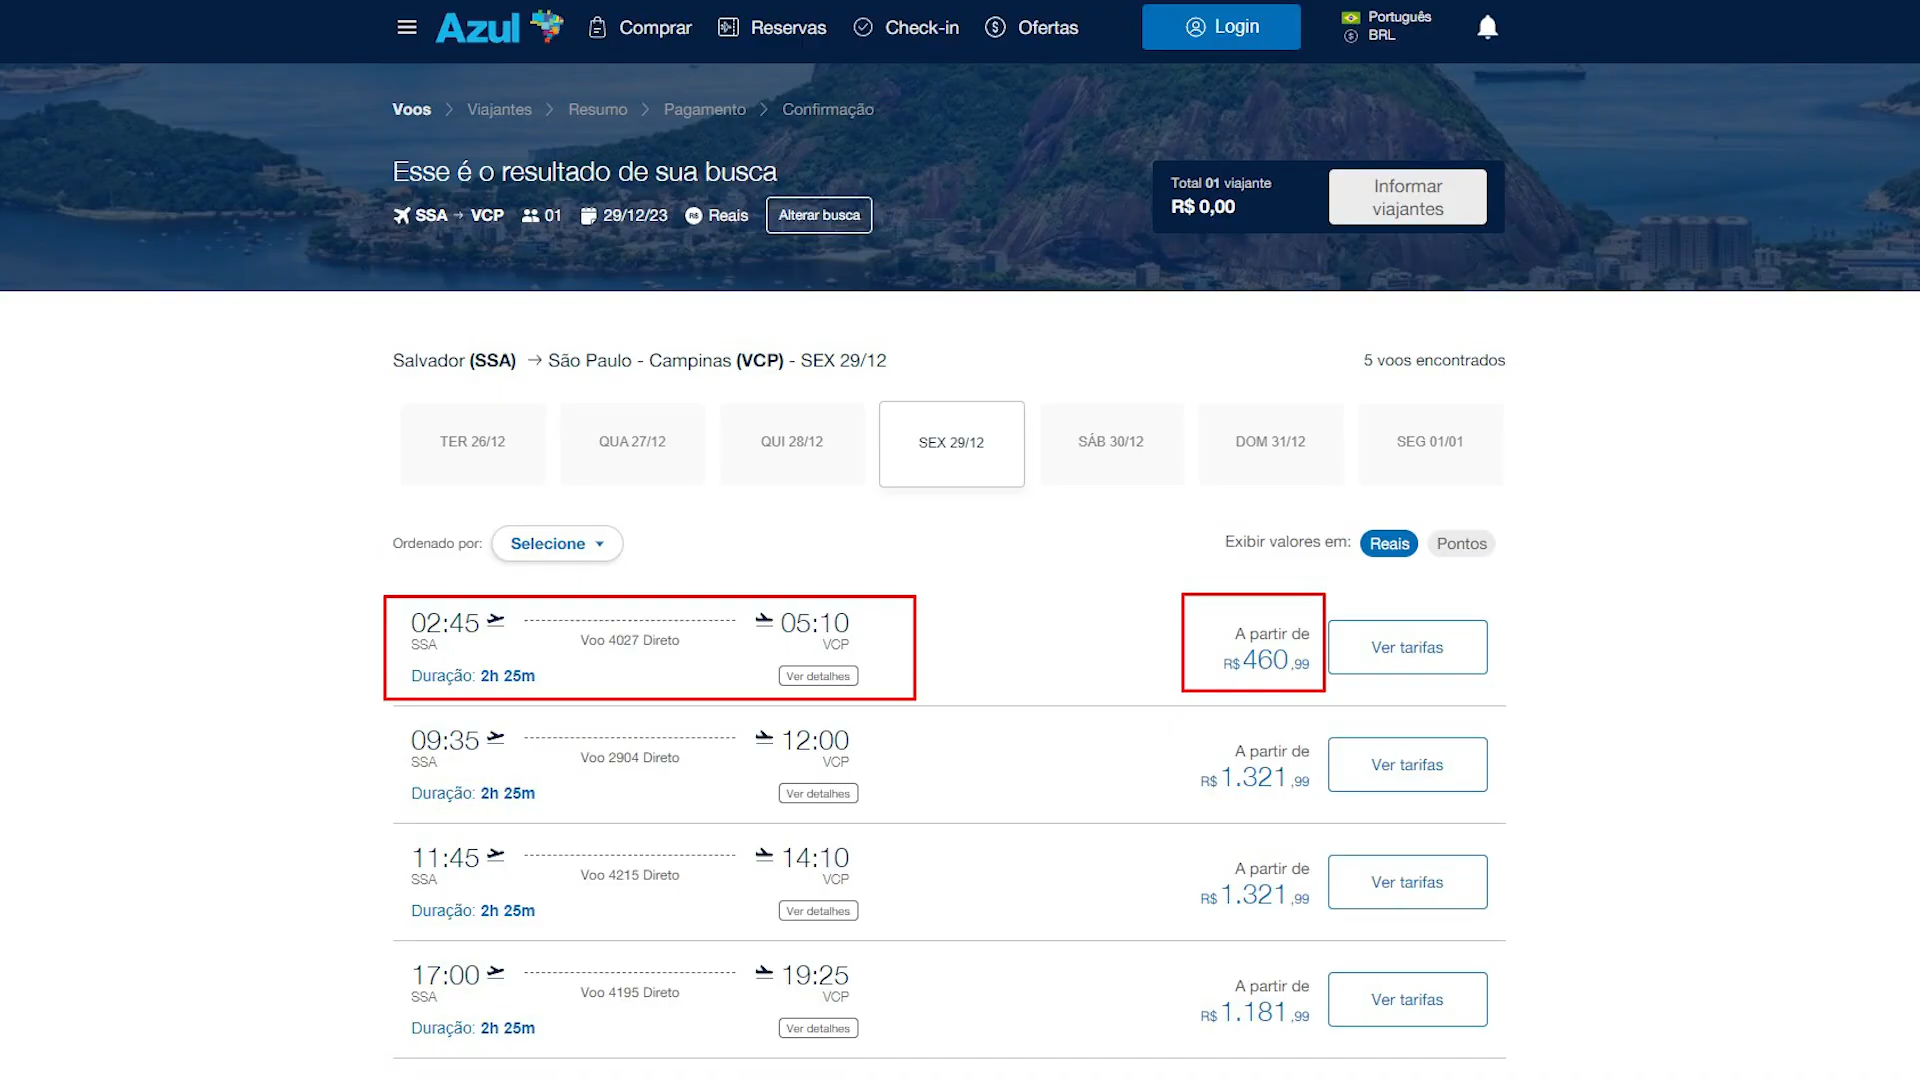 Azul
Comprar
Reservas
Check-in
Ofertas
Login
Português
BRL
Voos > Viajantes > Resumo > Pagamento > Confirmação
Esse é o resultado de sua busca
SSA → VCP 01 29/12/23 R$ Reais Alterar busca
Total 01 viajante
R$ 0,00
Informar
viajantes
Salvador (SSA) → São Paulo - Campinas (VCP) - SEX 29/12
5 voos encontrados
TER 26/12
QUA 27/12
QUI 28/12
SEX 29/12
SÁB 30/12
DOM 31/12
SEG 01/01
Ordenado por: Selecione
Exibir valores em: Reais Pontos
02:45 05:10
SSA Voo 4027 Direto VCP
Duração: 2h 25m Ver detalhes
A partir de
R$ 460,99
Ver tarifas
09:35 12:00
SSA Voo 2904 Direto VCP
Duração: 2h 25m Ver detalhes
A partir de
R$ 1.321,99
Ver tarifas
11:45 14:10
SSA Voo 4215 Direto VCP
Duração: 2h 25m Ver detalhes
A partir de
R$ 1.321,99
Ver tarifas
17:00 19:25
SSA Voo 4195 Direto VCP
Duração: 2h 25m Ver detalhes
A partir de
R$ 1.181,99
Ver tarifas